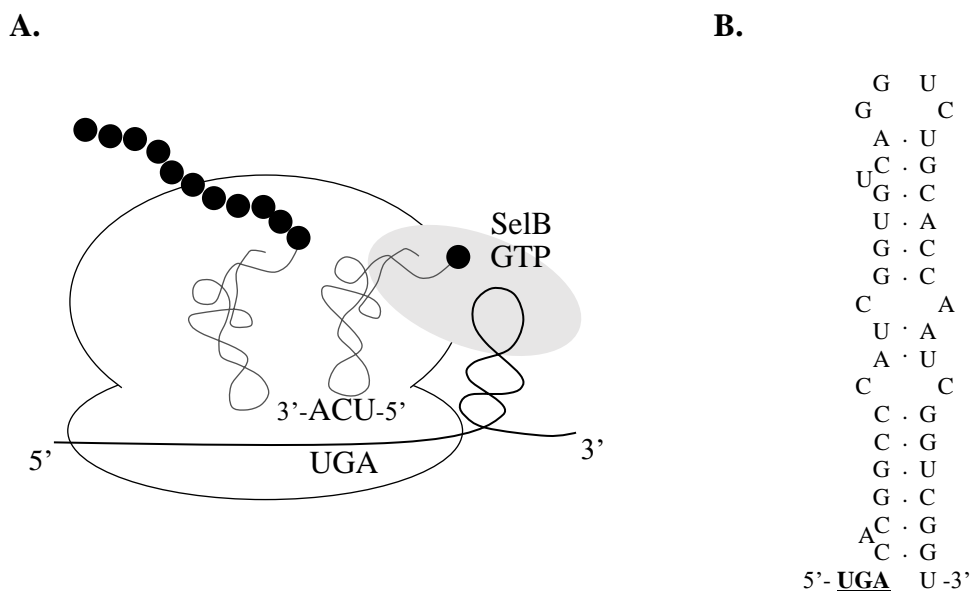 A.
B.
SelB
GTP
3’-ACU-5’
5’
UGA
3’
G U
G C
A · U
C · G
U
G · C
U · A
G · C
G · C
C A
U · A
A · U
C C
C · G
C · G
G · U
G · C
C · G
A
C · G
5’- UGA U -3’